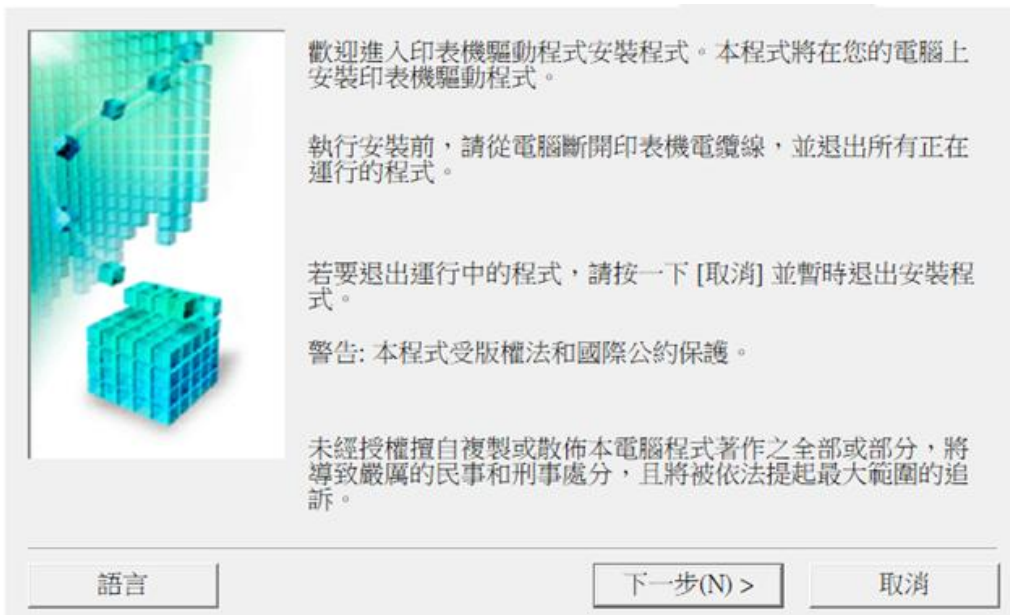 歡迎進入印表機驅動程式安裝程式。本程式將在您的電腦上
安裝印表機驅動程式。
執行安裝前，請從電腦斷開印表機電纜線，並退出所有正在
運行的程式。
若要退出運行中的程式，請按一下 [取消] 並暫時退出安裝程
式。
警告: 本程式受版權法和國際公約保護。
未經授權擅自複製或散佈本電腦程式著作之全部或部分，將
導致嚴厲的民事和刑事處分，且將被依法提起最大範圍的追
訴。
語言
下一步(N) >
取消